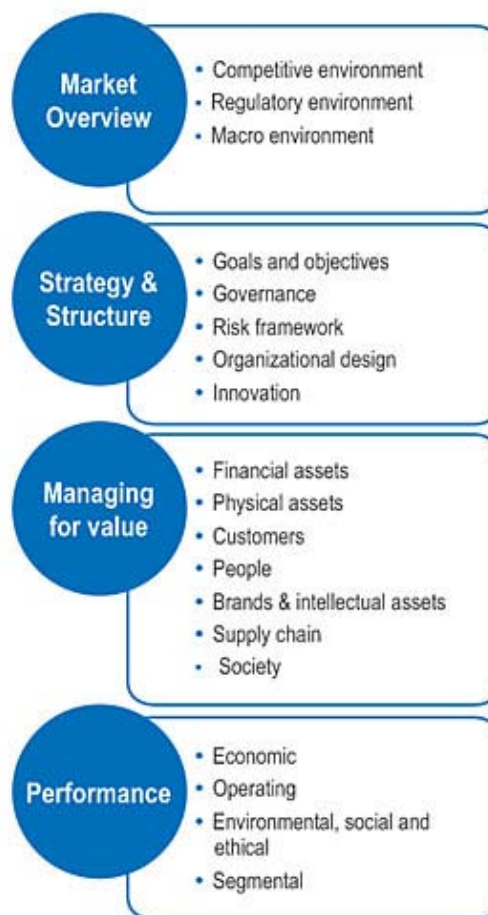 Market
Overview
• Competitive environment
• Regulatory environment
• Macro environment
Strategy &
Structure
• Goals and objectives
• Governance
• Risk framework
• Organizational design
• Innovation
Managing
for value
• Financial assets
• Physical assets
• Customers
• People
• Brands & intellectual assets
• Supply chain
• Society
Performance
• Economic
• Operating
• Environmental, social and
ethical
• Segmental